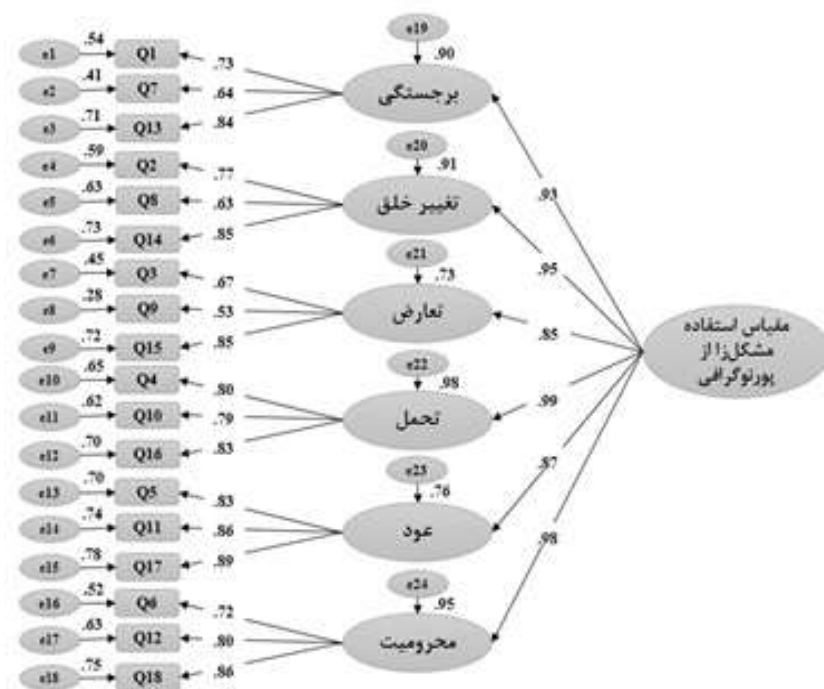 e19
.90
برجستگی
e1
.54
Q1
.73
e2
.41
Q7
.64
e3
.71
Q13
.84
e20
.91
تغییر خلق
e4
.59
Q2
.77
e5
.63
Q8
.63
e6
.73
Q14
.85
e21
.73
تعارض
e7
.45
Q3
.67
e8
.28
Q9
.53
e9
.72
Q15
.85
e22
.98
تحمل
e10
.65
Q4
.80
e11
.62
Q10
.79
e12
.70
Q16
.83
e23
.76
عود
e13
.70
Q5
.83
e14
.74
Q11
.86
e15
.78
Q17
.89
e24
.95
محرومیت
e16
.52
Q6
.72
e17
.63
Q12
.80
e18
.75
Q18
.86
.93
.95
.85
.99
.87
.98
مقیاس استفاده
مشکل‌زا از
پورنوگرافی